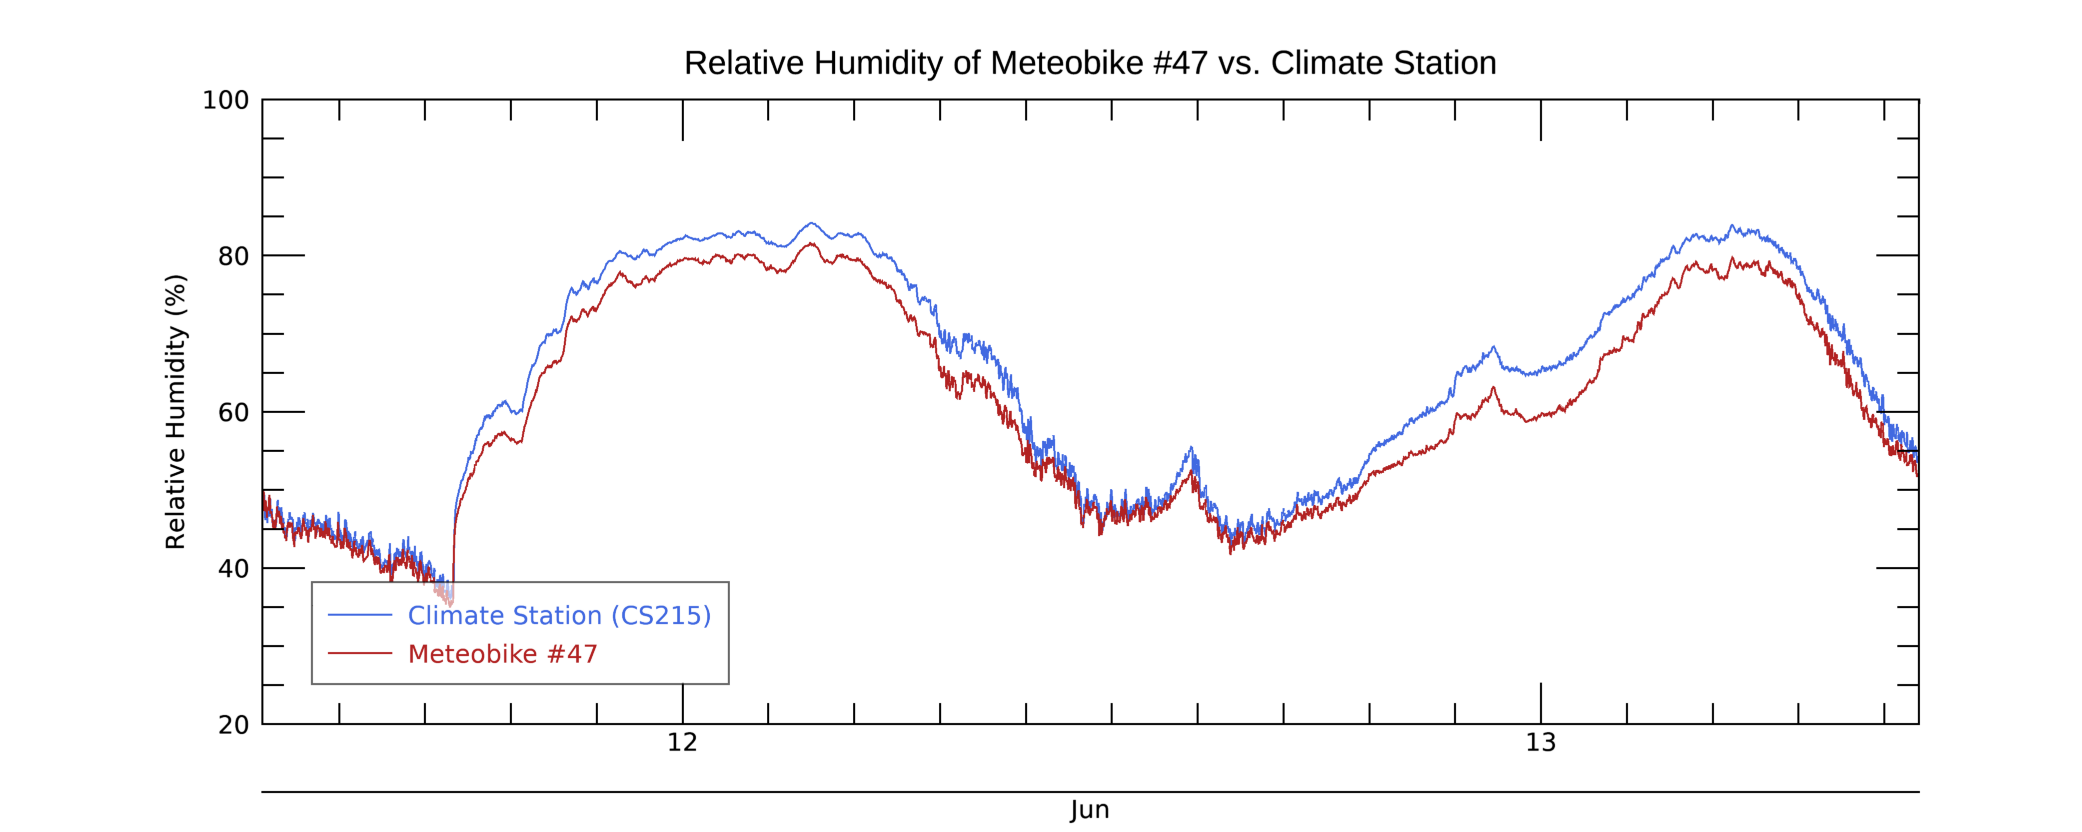 Relative Humidity of Meteobike #47 vs. Climate Station
100
80
60
40
20
Relative Humidity (%)
Climate Station (CS215)
Meteobike #47
12
13
Jun